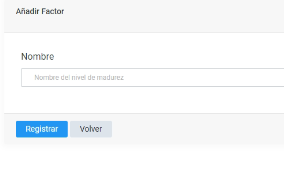 Añadir Factor
Nombre
Nombre del nivel de madurez
Registrar Volver